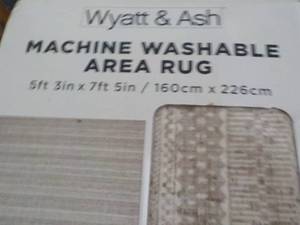 Wyatt & Ash
MACHINE WASHABLE
AREA RUG
5ft 3in x 7ft 5in / 160cm x 226cm